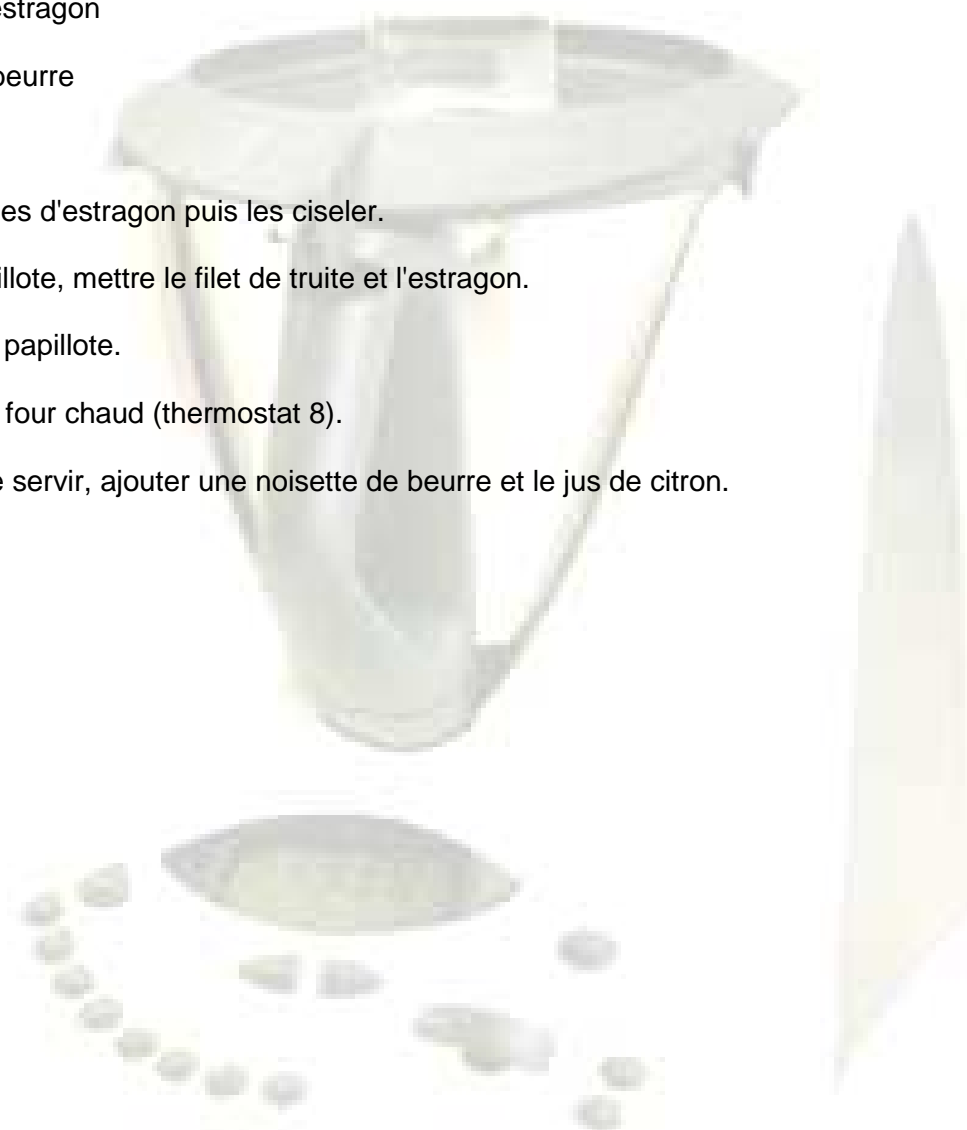 estragon
beurre
es d'estragon puis les ciseler.
illote, mettre le filet de truite et l'estragon.
papillote.
four chaud (thermostat 8).
e servir, ajouter une noisette de beurre et le jus de citron.